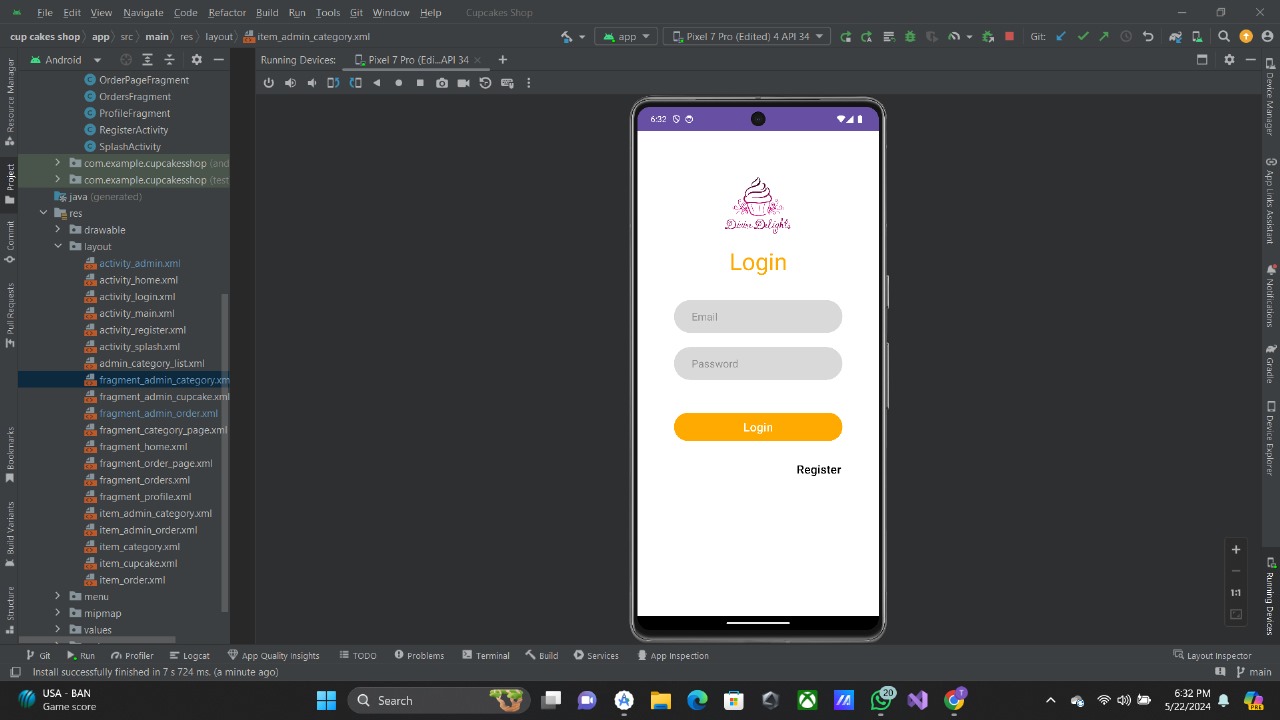 File Edit View Navigate Code Refactor Build Run Tools Git Window Help Cupcakes Shop
cup cakes shop app src main res layout item_admin_category.xml app Pixel 7 Pro (Edited) 4 API 34 Git:
Android
Running Devices: Pixel 7 Pro (Edi...API 34
OrderPageFragment
OrdersFragment
ProfileFragment
RegisterActivity
SplashActivity
com.example.cupcakesshop (and
com.example.cupcakesshop (test
java (generated)
res
drawable
layout
activity_admin.xml
activity_home.xml
activity_login.xml
activity_main.xml
activity_register.xml
activity_splash.xml
admin_category_list.xml
fragment_admin_category.xm
fragment_admin_cupcake.xml
fragment_admin_order.xml
fragment_category_page.xml
fragment_home.xml
fragment_order_page.xml
fragment_orders.xml
fragment_profile.xml
item_admin_category.xml
item_admin_order.xml
item_category.xml
item_cupcake.xml
item_order.xml
menu
mipmap
values
Resource Manager
Project
Commit
Pull Requests
Bookmarks
Build Variants
Structure
6:32
Divine Delights
Login
Email
Password
Login
Register
1:1
Device Manager
App Links Assistant
Notifications
Gradle
Device Explorer
Running Devices
Git Run Profiler Logcat App Quality Insights TODO Problems Terminal Build Services App Inspection Layout Inspector
Install successfully finished in 7 s 724 ms. (a minute ago) main
USA - BAN
Game score
Search
20
T
PRE
6:32 PM
5/22/2024